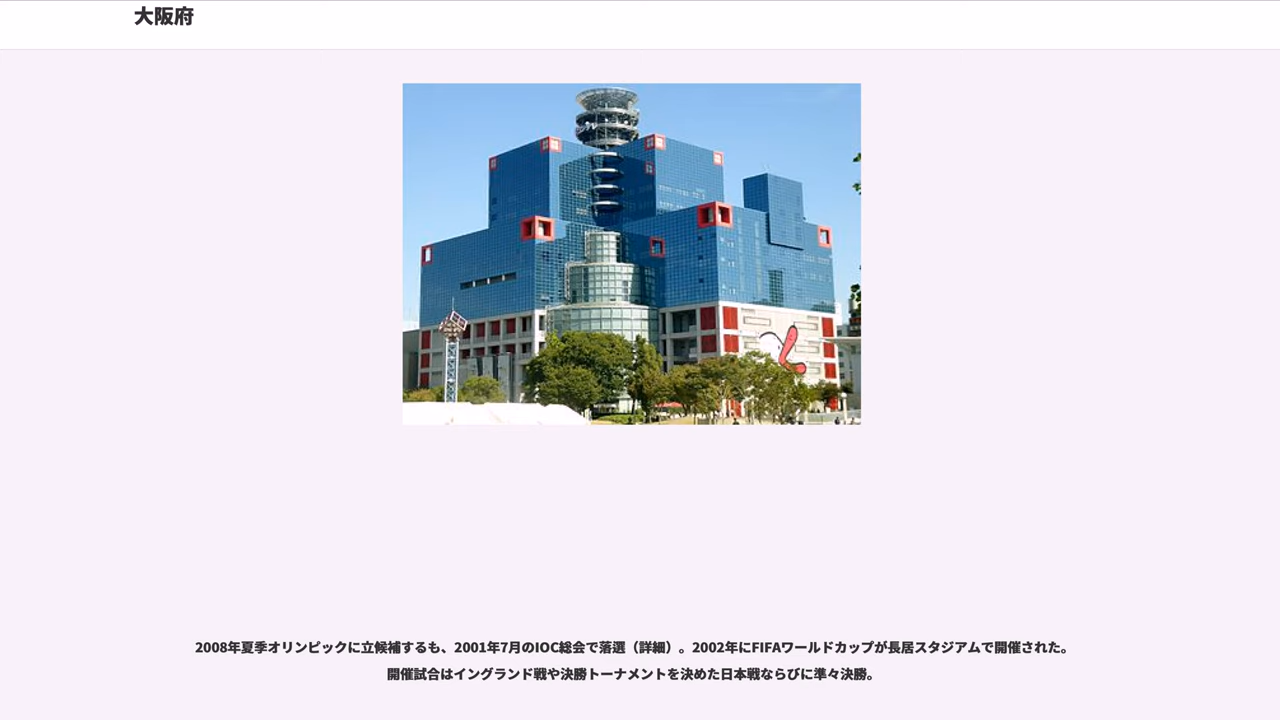 大阪府
2008年夏季オリンピックに立候補するも、2001年7月のIOC総会で落選（詳細）。2002年にFIFAワールドカップが長居スタジアムで開催された。
開催試合はイングランド戦や決勝トーナメントを決めた日本戦ならびに準々決勝。